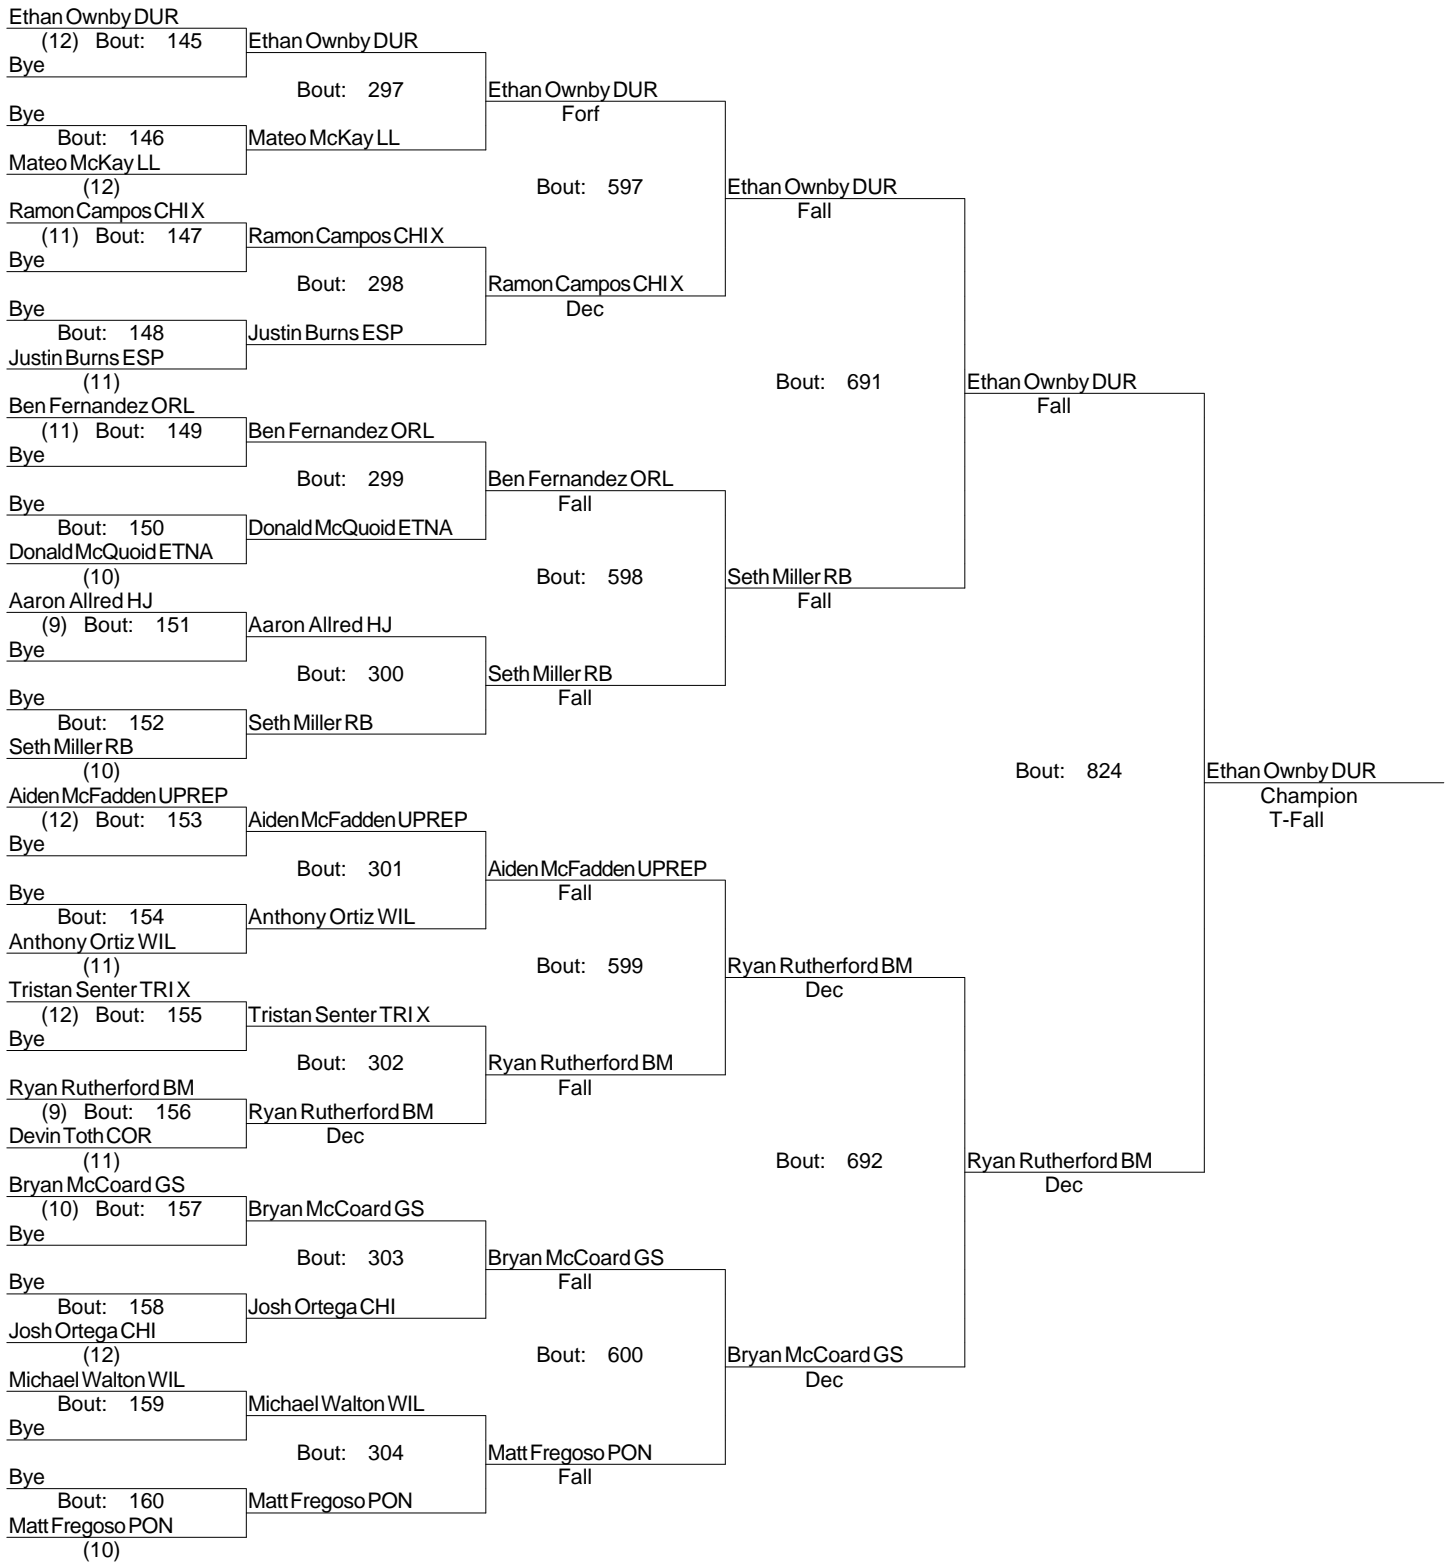 Ethan Ownby DUR
(12) Bout: 145 Ethan Ownby DUR
Bye
Bout: 297 Ethan Ownby DUR
Bye Forf
Bout: 146 Mateo McKay LL
Mateo McKay LL
(12) Bout: 597 Ethan Ownby DUR
Ramon Campos CHI X Fall
(11) Bout: 147 Ramon Campos CHI X
Bye
Bout: 298 Ramon Campos CHI X
Bye Dec
Bout: 148 Justin Burns ESP
Justin Burns ESP
(11) Bout: 691 Ethan Ownby DUR
Ben Fernandez ORL Fall
(11) Bout: 149 Ben Fernandez ORL
Bye
Bout: 299 Ben Fernandez ORL
Bye Fall
Bout: 150 Donald McQuoid ETNA
Donald McQuoid ETNA
(10) Bout: 598 Seth Miller RB
Aaron Allred HJ Fall
(9) Bout: 151 Aaron Allred HJ
Bye
Bout: 300 Seth Miller RB
Bye Fall
Bout: 152 Seth Miller RB
Seth Miller RB
(10) Bout: 824 Ethan Ownby DUR
Aiden McFadden UPREP Champion
(12) Bout: 153 Aiden McFadden UPREP T-Fall
Bye
Bout: 301 Aiden McFadden UPREP
Bye Fall
Bout: 154 Anthony Ortiz WIL
Anthony Ortiz WIL
(11) Bout: 599 Ryan Rutherford BM
Tristan Senter TRI X Dec
(12) Bout: 155 Tristan Senter TRI X
Bye
Bout: 302 Ryan Rutherford BM
Ryan Rutherford BM Fall
(9) Bout: 156 Ryan Rutherford BM
Devin Toth COR Dec
(11) Bout: 692 Ryan Rutherford BM
Bryan McCoard GS Dec
(10) Bout: 157 Bryan McCoard GS
Bye
Bout: 303 Bryan McCoard GS
Bye Fall
Bout: 158 Josh Ortega CHI
Josh Ortega CHI
(12) Bout: 600 Bryan McCoard GS
Michael Walton WIL Dec
Bout: 159 Michael Walton WIL
Bye
Bout: 304 Matt Fregoso PON
Bye Fall
Bout: 160 Matt Fregoso PON
Matt Fregoso PON
(10)